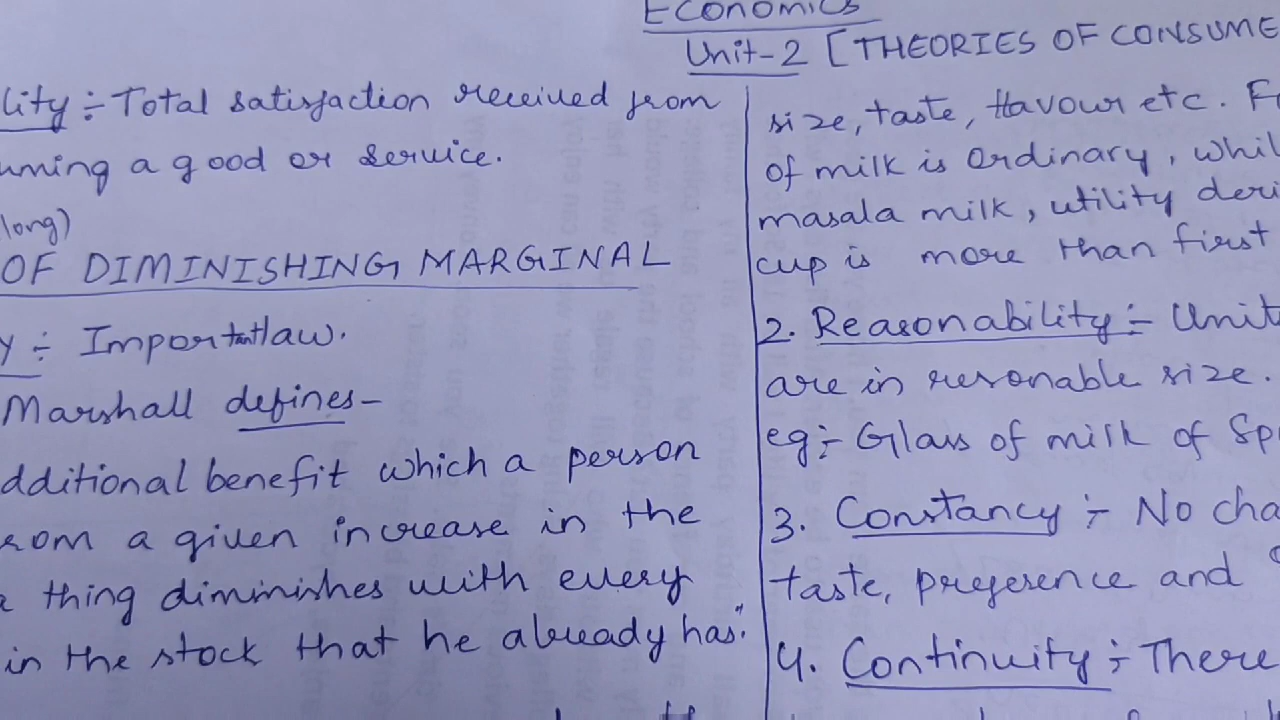 Economics
Unit-2 [THEORIES OF CONSUME
lity :- Total satisfaction received from
uming a good or service.
long)
OF DIMINISHING MARGINAL
y :- Important law.
Marshall defines-
dditional benefit which a person
rom a given increase in the
a thing diminishes with every
in the stock that he already has."
size, taste, flavour etc. F
of milk is ordinary, whil
masala milk, utility deri
cup is more than first
2. Reasonability :- Unit
are in resonable size.
eg:- Glass of milk of Sp
3. Constancy :- No cha
taste, preference and
4. Continuity :- There